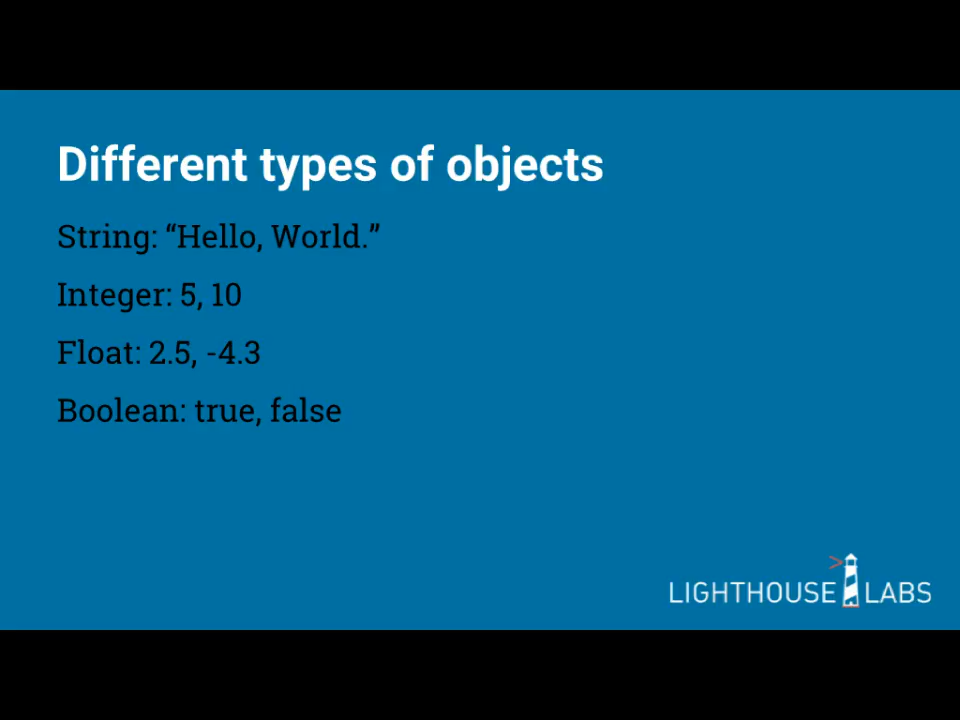 Different types of objects
String: “Hello, World.”
Integer: 5, 10
Float: 2.5, -4.3
Boolean: true, false
LIGHTHOUSE LABS